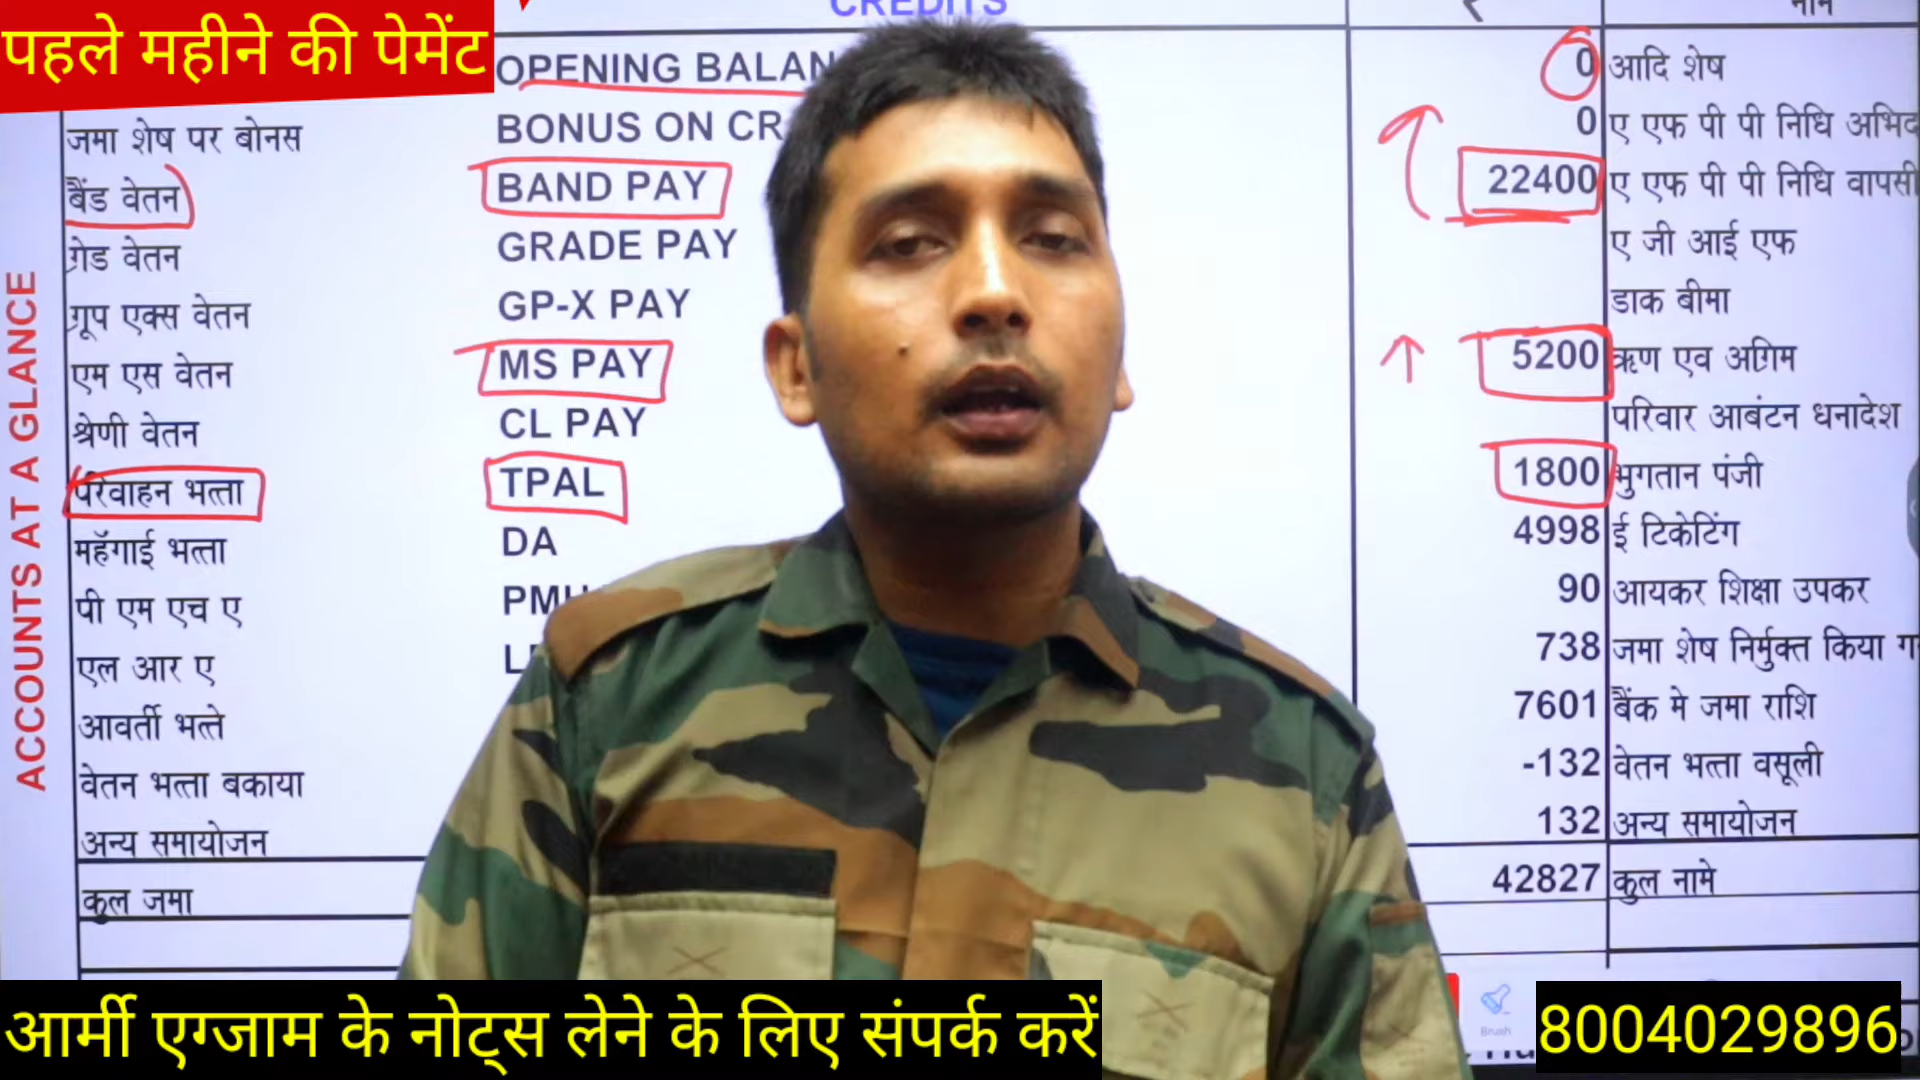 CREDITS
नाम
पहले महीने की पेमेंट
OPENING BALAN
0 आदि शेष
जमा शेष पर बोनस BONUS ON CR 0 ए एफ पी पी निधि अभिद
बैंड वेतन BAND PAY 22400 ए एफ पी पी निधि वापसी
ग्रेड वेतन GRADE PAY ए जी आई एफ
ग्रूप एक्स वेतन GP-X PAY डाक बीमा
एम एस वेतन MS PAY 5200 ऋण एव अग्रिम
श्रेणी वेतन CL PAY परिवार आबंटन धनादेश
परिवाहन भत्ता TPAL 1800 भुगतान पंजी
महँगाई भत्ता DA 4998 ई टिकेटिंग
पी एम एच ए PMH 90 आयकर शिक्षा उपकर
एल आर ए 738 जमा शेष निर्मुक्त किया ग
आवर्ती भत्ते 7601 बैंक मे जमा राशि
वेतन भत्ता बकाया -132 वेतन भत्ता वसूली
अन्य समायोजन 132 अन्य समायोजन
कुल जमा 42827 कुल नामे
ACCOUNTS AT A GLANCE
Brush
आर्मी एग्जाम के नोट्स लेने के लिए संपर्क करें
8004029896